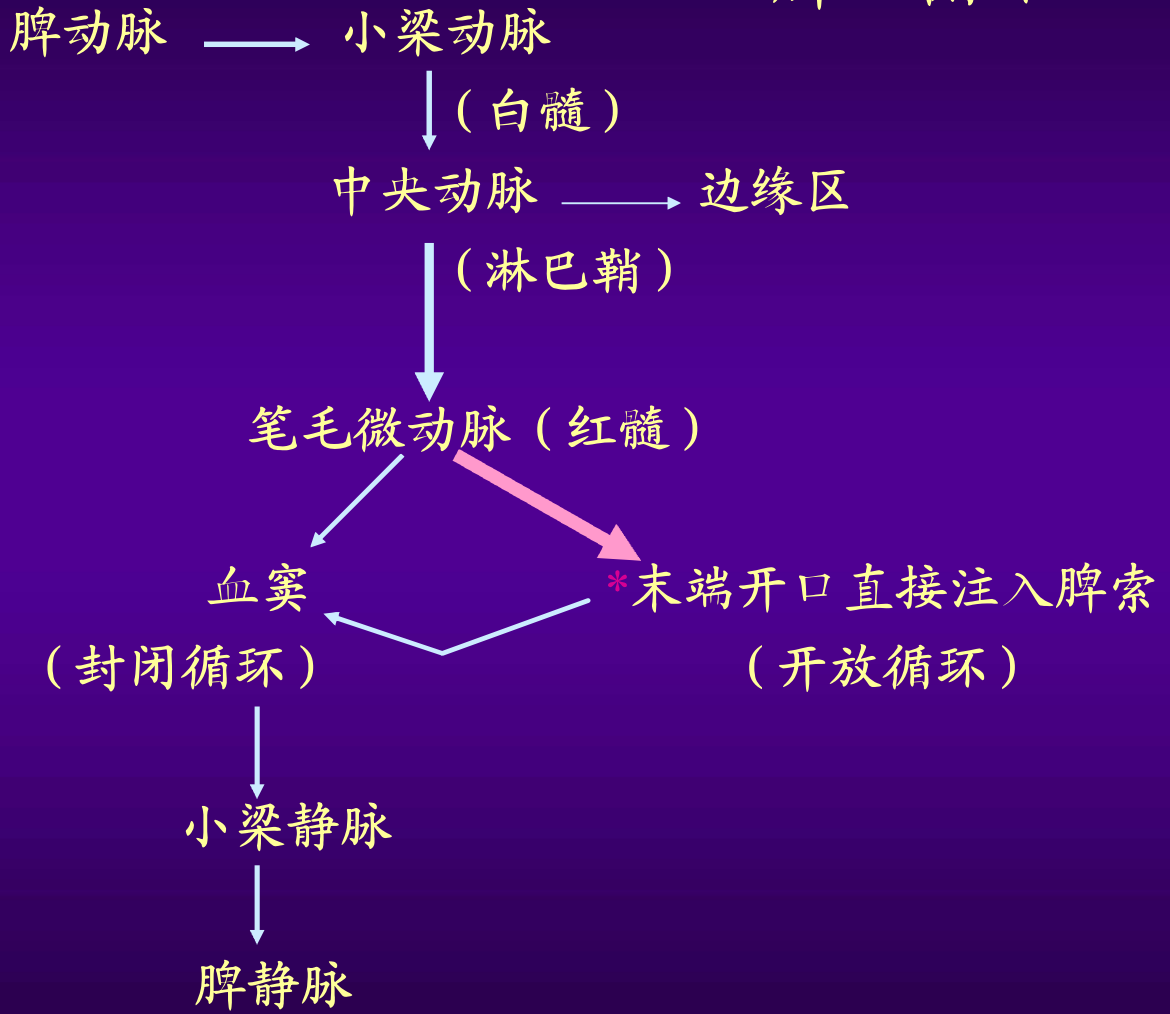 脾动脉 小梁动脉
(白髓)
中央动脉 边缘区
(淋巴鞘)
笔毛微动脉(红髓)
血窦 *末端开口直接注入脾索
(封闭循环) (开放循环)
小梁静脉
脾静脉